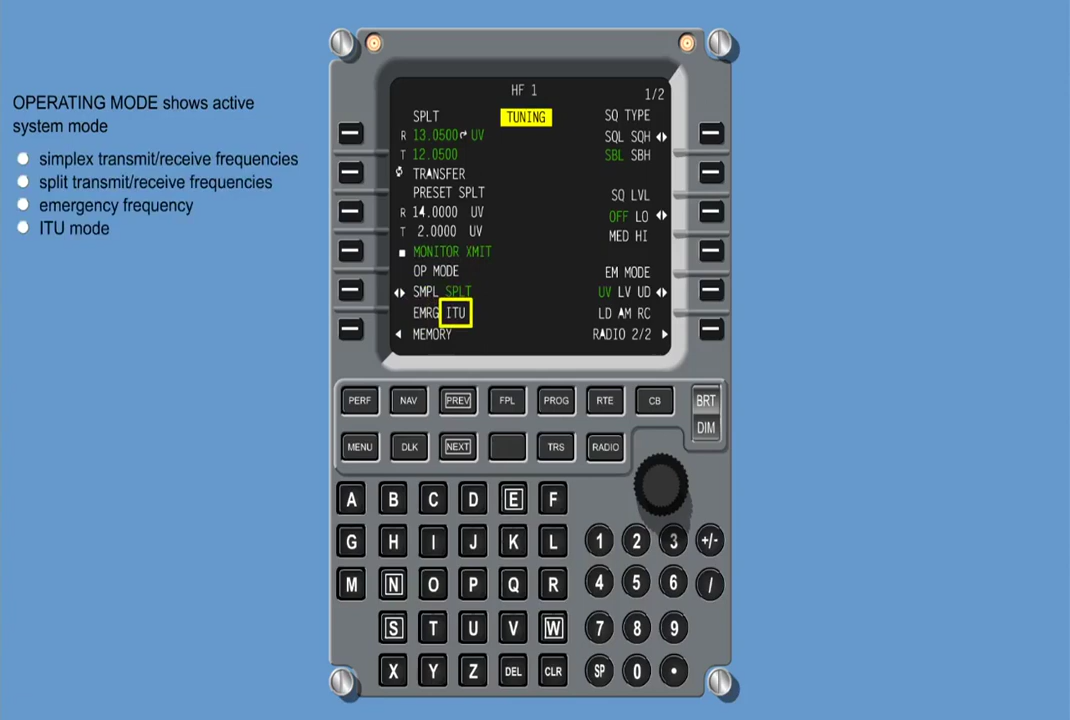 OPERATING MODE shows active
system mode
simplex transmit/receive frequencies
split transmit/receive frequencies
emergency frequency
ITU mode
HF 1
1/2
SPLT
TUNING
SQ TYPE
R 13.0500 UV
SQL SQH
T 12.0500
SBL SBH
TRANSFER
PRESET SPLT
SQ LVL
R 14.0000 UV
OFF LO
T 2.0000 UV
MED HI
MONITOR XMIT
OP MODE
EM MODE
SMPL SPLT
UV LV UD
EMRG ITU
LD AM RC
MEMORY
RADIO 2/2
PERF NAV PREV FPL PROG RTE CB BRT
DIM
MENU DLK NEXT TRS RADIO
A B C D E F
G H I J K L 1 2 3 +/-
M N O P Q R 4 5 6 /
S T U V W 7 8 9
X Y Z DEL CLR SP 0 •